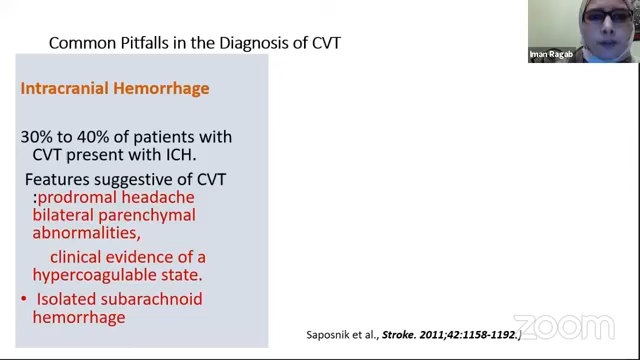 Common Pitfalls in the Diagnosis of CVT
Iman Ragab
Intracranial Hemorrhage
30% to 40% of patients with
CVT present with ICH.
Features suggestive of CVT
:prodromal headache
bilateral parenchymal
abnormalities,
clinical evidence of a
hypercoagulable state.
• Isolated subarachnoid
hemorrhage
Saposnik et al., Stroke. 2011;42:1158-1192.)
zoom